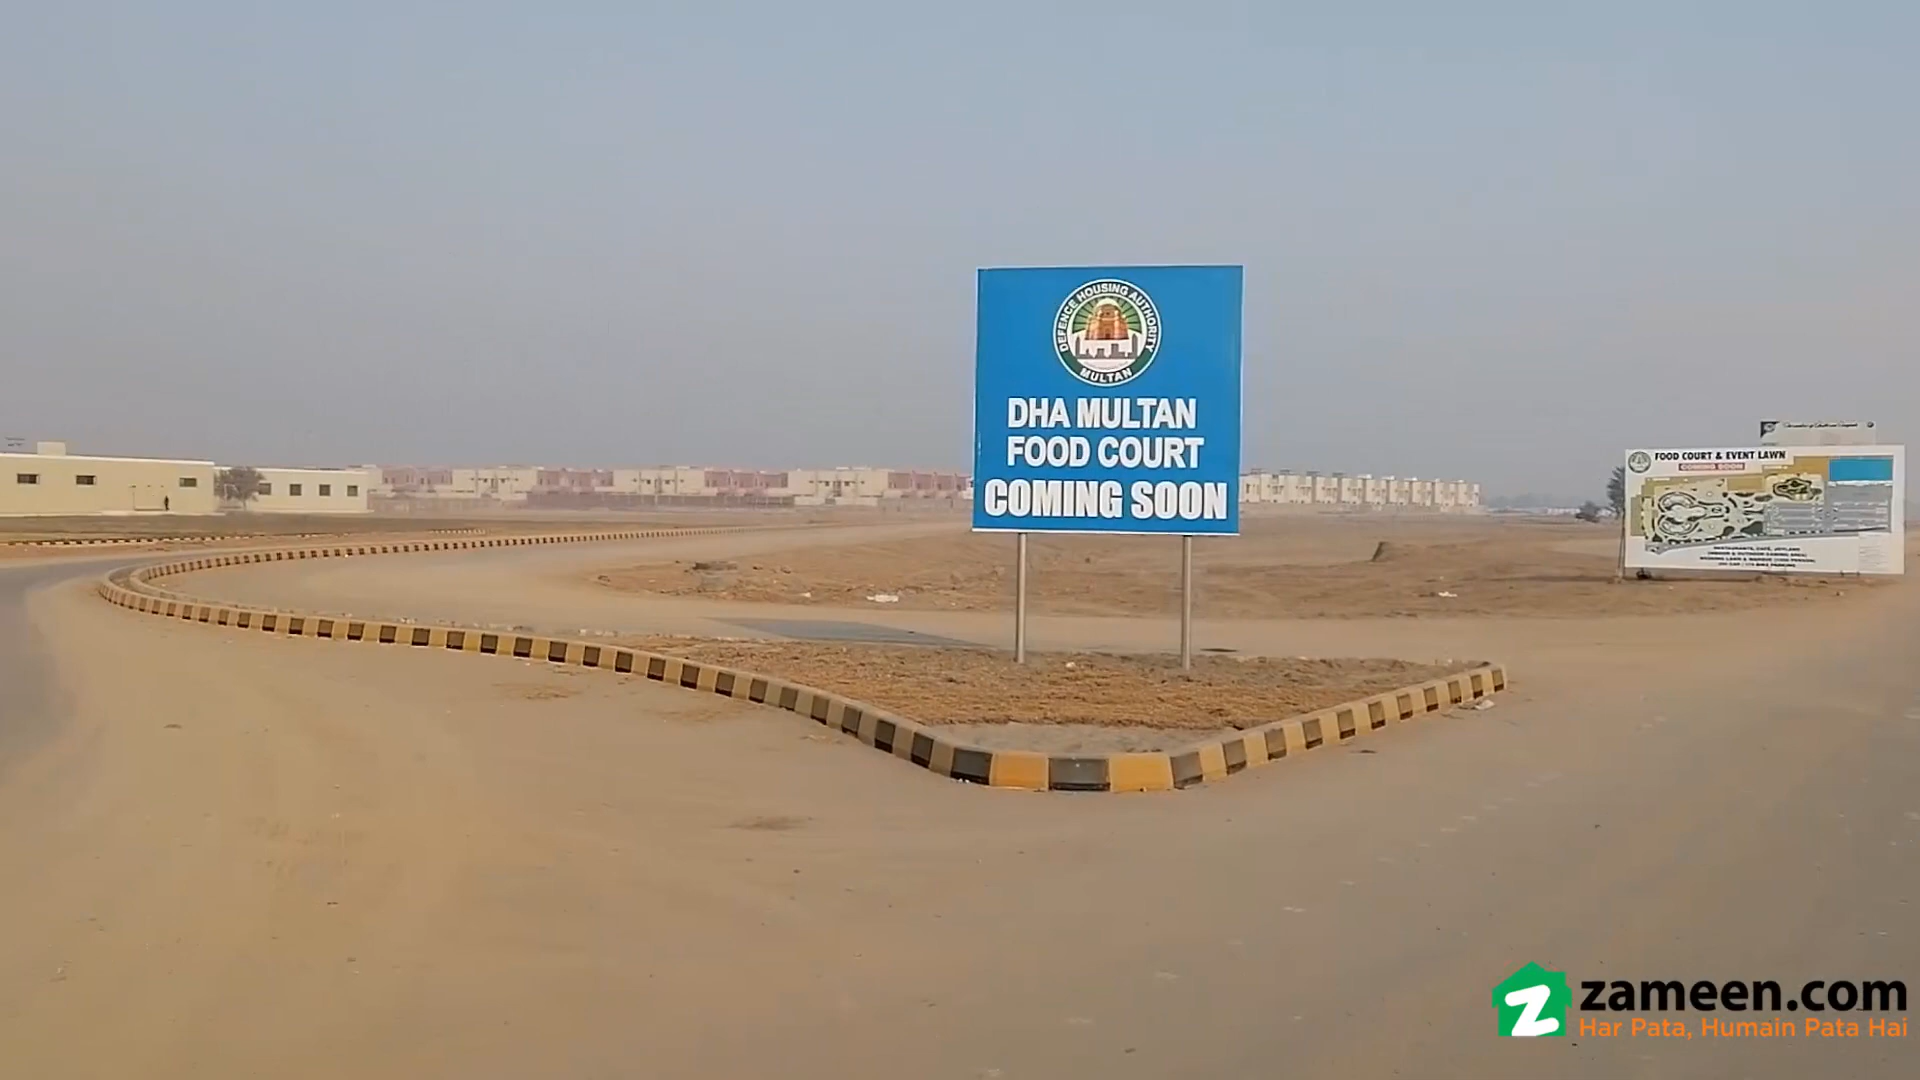 DEFENCE HOUSING AUTHORITY
MULTAN
DHA MULTAN
FOOD COURT
COMING SOON
FOOD COURT & EVENT LAWN
COMING SOON
zameen.com
Har Pata, Humain Pata Hai